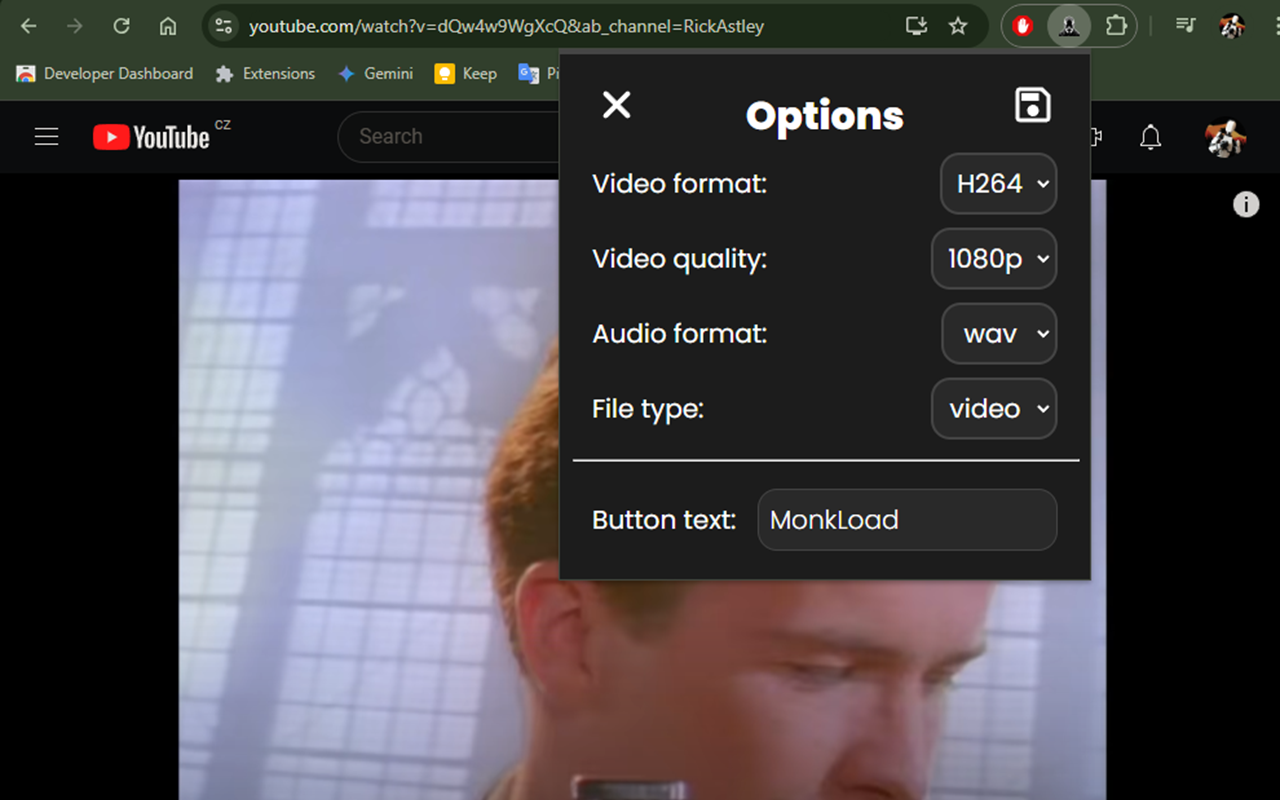 youtube.com/watch?v=dQw4w9WgXcQ&ab_channel=RickAstley
Developer Dashboard Extensions Gemini Keep Pi
YouTube CZ
Search
Options
Video format: H264
Video quality: 1080p
Audio format: wav
File type: video
Button text: MonkLoad